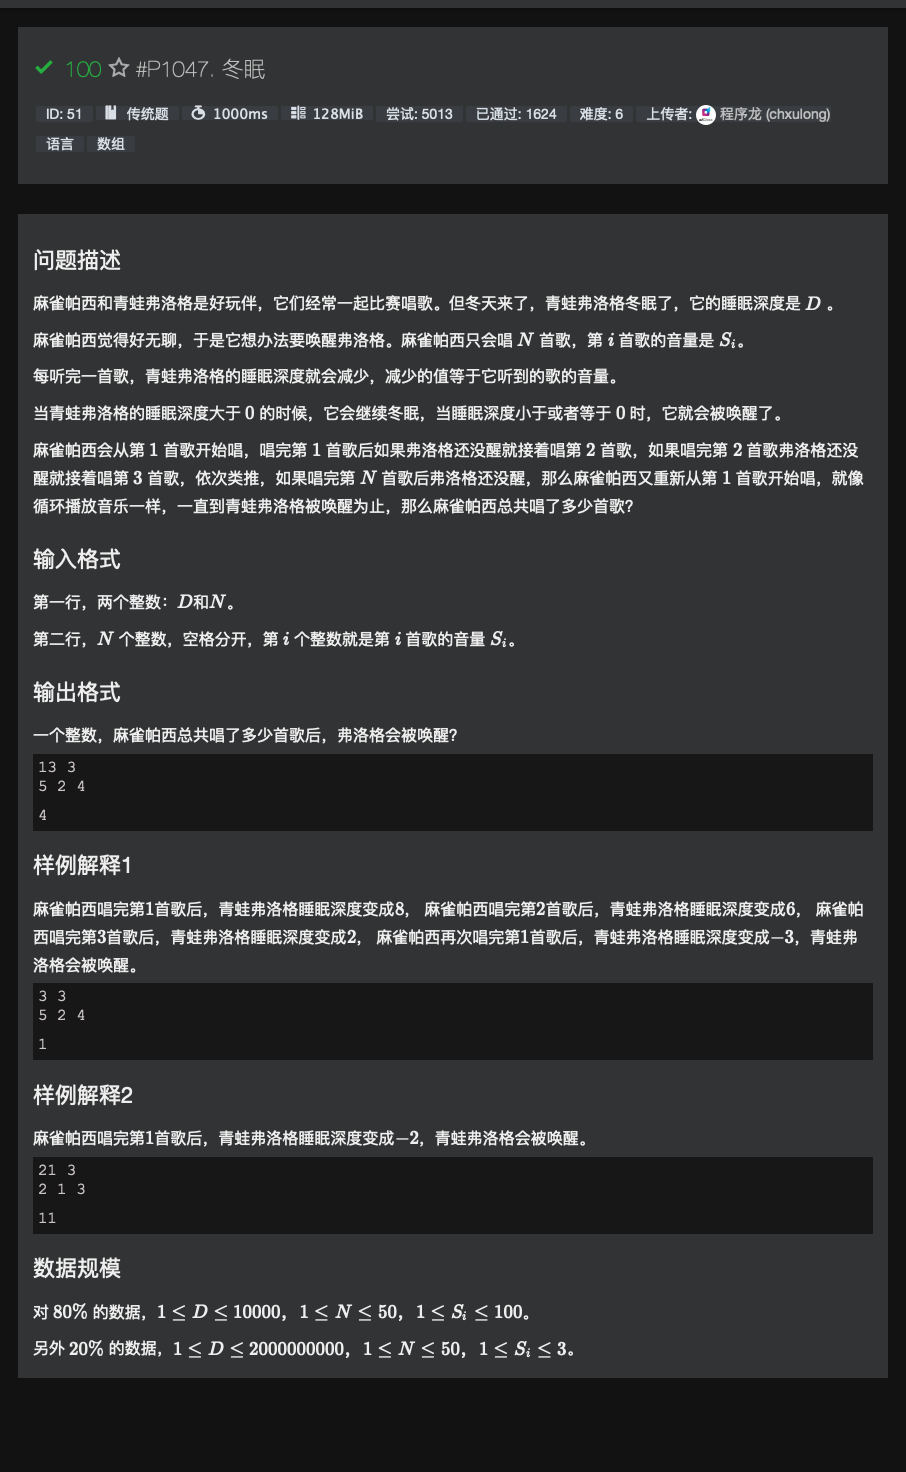 100 #P1047. 冬眠
ID: 51 传统题 1000ms 128MiB 尝试: 5013 已通过: 1624 难度: 6 上传者: 程序龙 (chxulong)
语言 数组
问题描述
麻雀帕西和青蛙弗洛格是好玩伴，它们经常一起比赛唱歌。但冬天来了，青蛙弗洛格冬眠了，它的睡眠深度是 D 。
麻雀帕西觉得好无聊，于是它想办法要唤醒弗洛格。麻雀帕西只会唱 N 首歌，第 i 首歌的音量是 S_i。
每听完一首歌，青蛙弗洛格的睡眠深度就会减少，减少的值等于它听到的歌的音量。
当青蛙弗洛格的睡眠深度大于 0 的时候，它会继续冬眠，当睡眠深度小于或者等于 0 时，它就会被唤醒了。
麻雀帕西会从第 1 首歌开始唱，唱完第 1 首歌后如果弗洛格还没醒就接着唱第 2 首歌，如果唱完第 2 首歌弗洛格还没
醒就接着唱第 3 首歌，依次类推，如果唱完第 N 首歌后弗洛格还没醒，那么麻雀帕西又重新从第 1 首歌开始唱，就像
循环播放音乐一样，一直到青蛙弗洛格被唤醒为止，那么麻雀帕西总共唱了多少首歌?
输入格式
第一行，两个整数：D和N。
第二行，N 个整数，空格分开，第 i 个整数就是第 i 首歌的音量 S_i。
输出格式
一个整数，麻雀帕西总共唱了多少首歌后，弗洛格会被唤醒?
13 3
5 2 4
4
样例解释1
麻雀帕西唱完第1首歌后，青蛙弗洛格睡眠深度变成8， 麻雀帕西唱完第2首歌后，青蛙弗洛格睡眠深度变成6， 麻雀帕
西唱完第3首歌后，青蛙弗洛格睡眠深度变成2， 麻雀帕西再次唱完第1首歌后，青蛙弗洛格睡眠深度变成−3，青蛙弗
洛格会被唤醒。
3 3
5 2 4
1
样例解释2
麻雀帕西唱完第1首歌后，青蛙弗洛格睡眠深度变成−2，青蛙弗洛格会被唤醒。
21 3
2 1 3
11
数据规模
对 80% 的数据，1 ≤ D ≤ 10000，1 ≤ N ≤ 50，1 ≤ S_i ≤ 100。
另外 20% 的数据，1 ≤ D ≤ 2000000000，1 ≤ N ≤ 50，1 ≤ S_i ≤ 3。